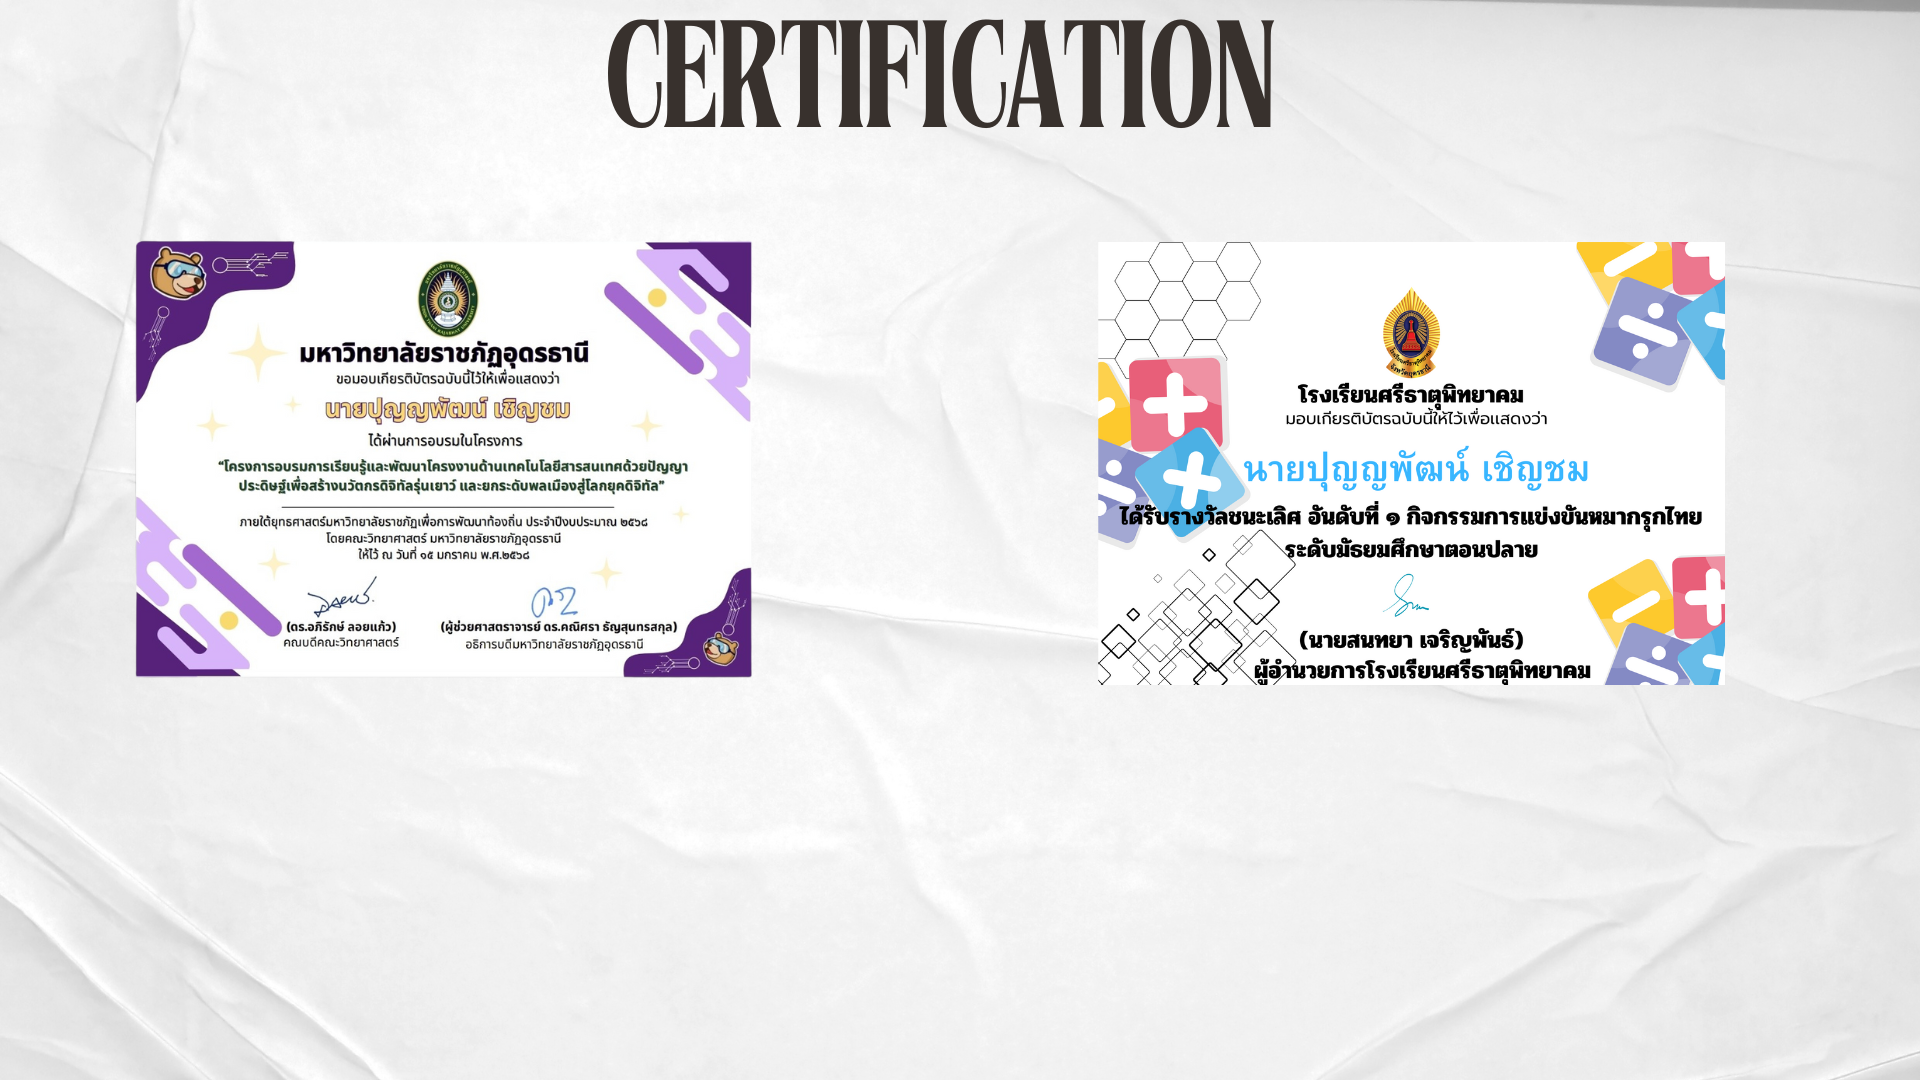 CERTIFICATION
มหาวิทยาลัยราชภัฏอุดรธานี
ขอมอบเกียรติบัตรฉบับนี้ไว้ให้เพื่อแสดงว่า
นายปุญญพัฒน์ เชิญชม
ได้ผ่านการอบรมในโครงการ
“โครงการอบรมการเรียนรู้และพัฒนาโครงงานด้านเทคโนโลยีสารสนเทศด้วยปัญญา
ประดิษฐ์เพื่อสร้างนวัตกรดิจิทัลรุ่นเยาว์ และยกระดับพลเมืองสู่โลกยุคดิจิทัล”
ภายใต้ยุทธศาสตร์มหาวิทยาลัยราชภัฏเพื่อการพัฒนาท้องถิ่น ประจำปีงบประมาณ ๒๕๖๘
โดยคณะวิทยาศาสตร์ มหาวิทยาลัยราชภัฏอุดรธานี
ให้ไว้ ณ วันที่ ๑๕ มกราคม พ.ศ.๒๕๖๘
(ดร.อภิรักษ์ ลอยแก้ว)
คณบดีคณะวิทยาศาสตร์
(ผู้ช่วยศาสตราจารย์ ดร.คณิศรา ธัญสุนทรสกุล)
อธิการบดีมหาวิทยาลัยราชภัฏอุดรธานี
โรงเรียนศรีธาตุพิทยาคม
มอบเกียรติบัตรฉบับนี้ให้ไว้เพื่อแสดงว่า
นายปุญญพัฒน์ เชิญชม
ได้รับรางวัลชนะเลิศ อันดับที่ ๑ กิจกรรมการแข่งขันหมากรุกไทย
ระดับมัธยมศึกษาตอนปลาย
(นายสนทยา เจริญพันธ์)
ผู้อำนวยการโรงเรียนศรีธาตุพิทยาคม